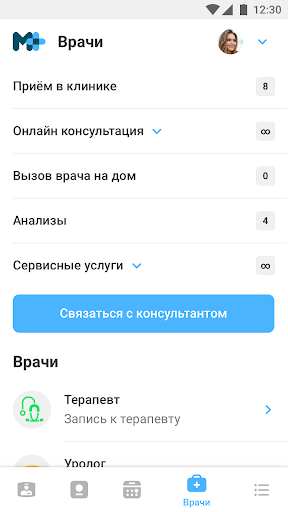 12:30
M+ Врачи
Приём в клинике 8
Онлайн консультация ∞
Вызов врача на дом 0
Анализы 4
Сервисные услуги ∞
Связаться с консультантом
Врачи
Терапевт
Запись к терапевту
Уролог
Врачи